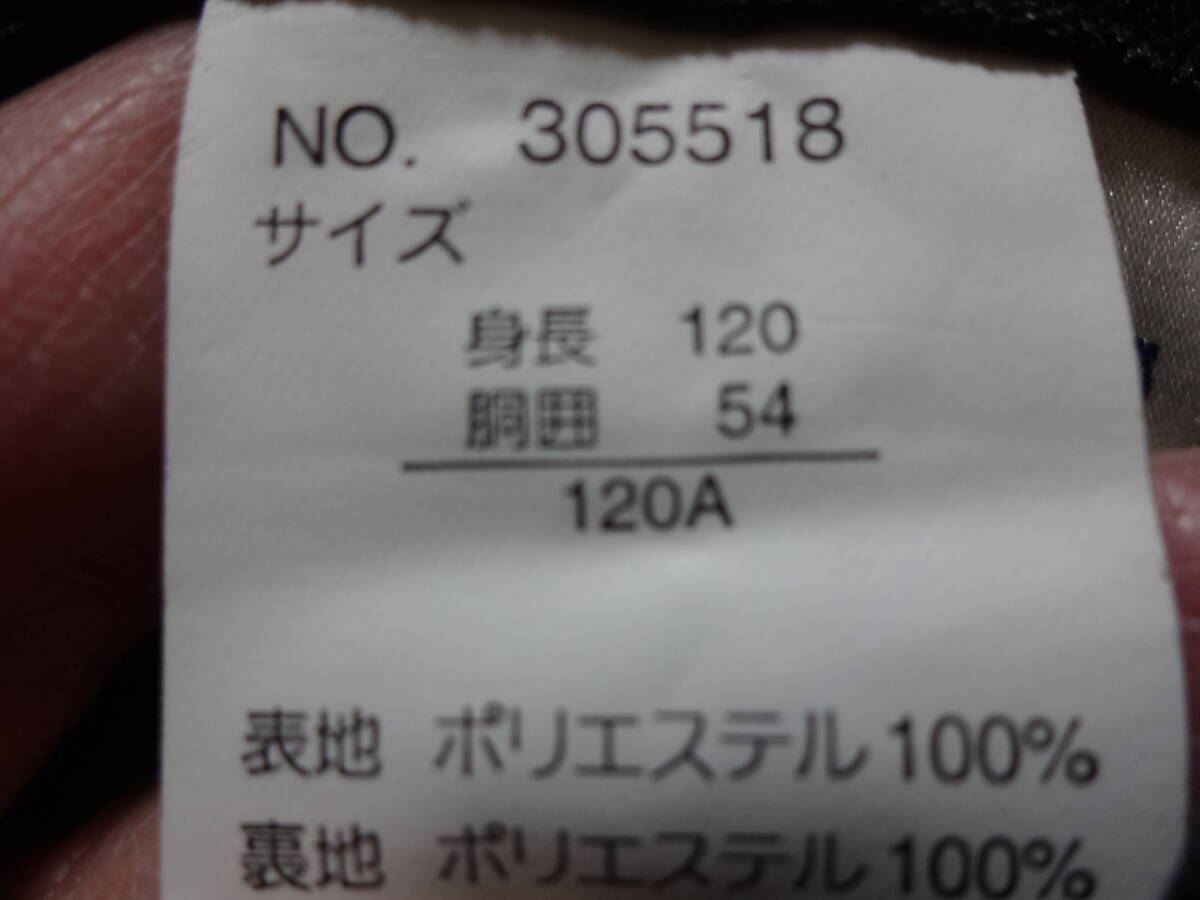 NO. 305518
サイズ
身長 120
胴囲 54
120A
表地 ポリエステル100%
裏地 ポリエステル100%